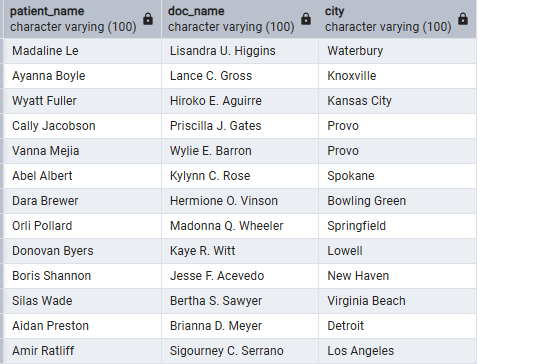 patient_name doc_name city
character varying (100) character varying (100) character varying (100)
Madaline Le Lisandra U. Higgins Waterbury
Ayanna Boyle Lance C. Gross Knoxville
Wyatt Fuller Hiroko E. Aguirre Kansas City
Cally Jacobson Priscilla J. Gates Provo
Vanna Mejia Wylie E. Barron Provo
Abel Albert Kylynn C. Rose Spokane
Dara Brewer Hermione O. Vinson Bowling Green
Orli Pollard Madonna Q. Wheeler Springfield
Donovan Byers Kaye R. Witt Lowell
Boris Shannon Jesse F. Acevedo New Haven
Silas Wade Bertha S. Sawyer Virginia Beach
Aidan Preston Brianna D. Meyer Detroit
Amir Ratliff Sigourney C. Serrano Los Angeles